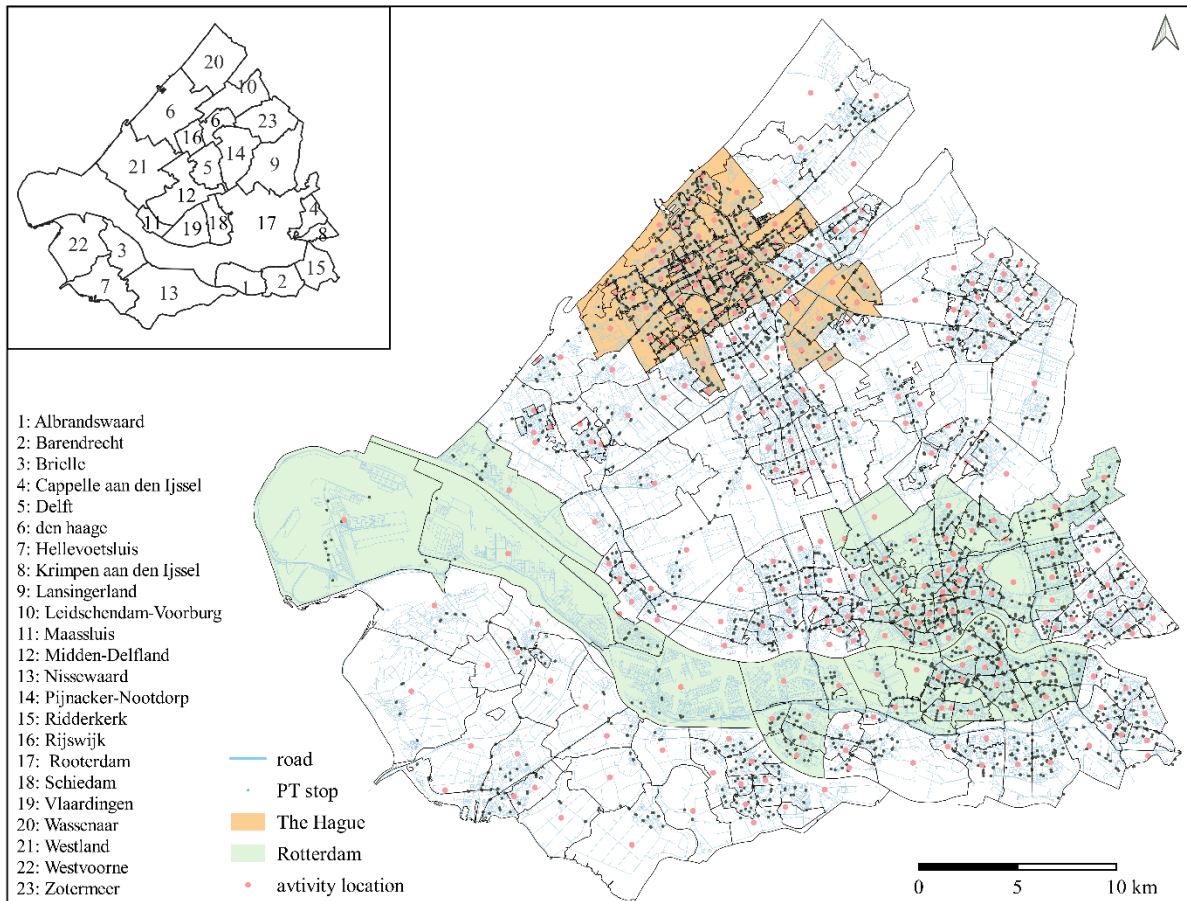 20
10
6
6
23
16
14
21
5
9
12
4
11
19
18
17
8
22
3
15
7
13
1
2
1: Albrandswaard
2: Barendrecht
3: Brielle
4: Cappelle aan den Ijssel
5: Delft
6: den haage
7: Hellevoetsluis
8: Krimpen aan den Ijssel
9: Lansingerland
10: Leidschendam-Voorburg
11: Maassluis
12: Midden-Delfland
13: Nissewaard
14: Pijnacker-Nootdorp
15: Ridderkerk
16: Rijswijk
17: Rooterdam
18: Schiedam
19: Vlaardingen
20: Wassenaar
21: Westland
22: Westvoorne
23: Zotermeer
road
PT stop
The Hague
Rotterdam
avtivity location
0 5 10 km